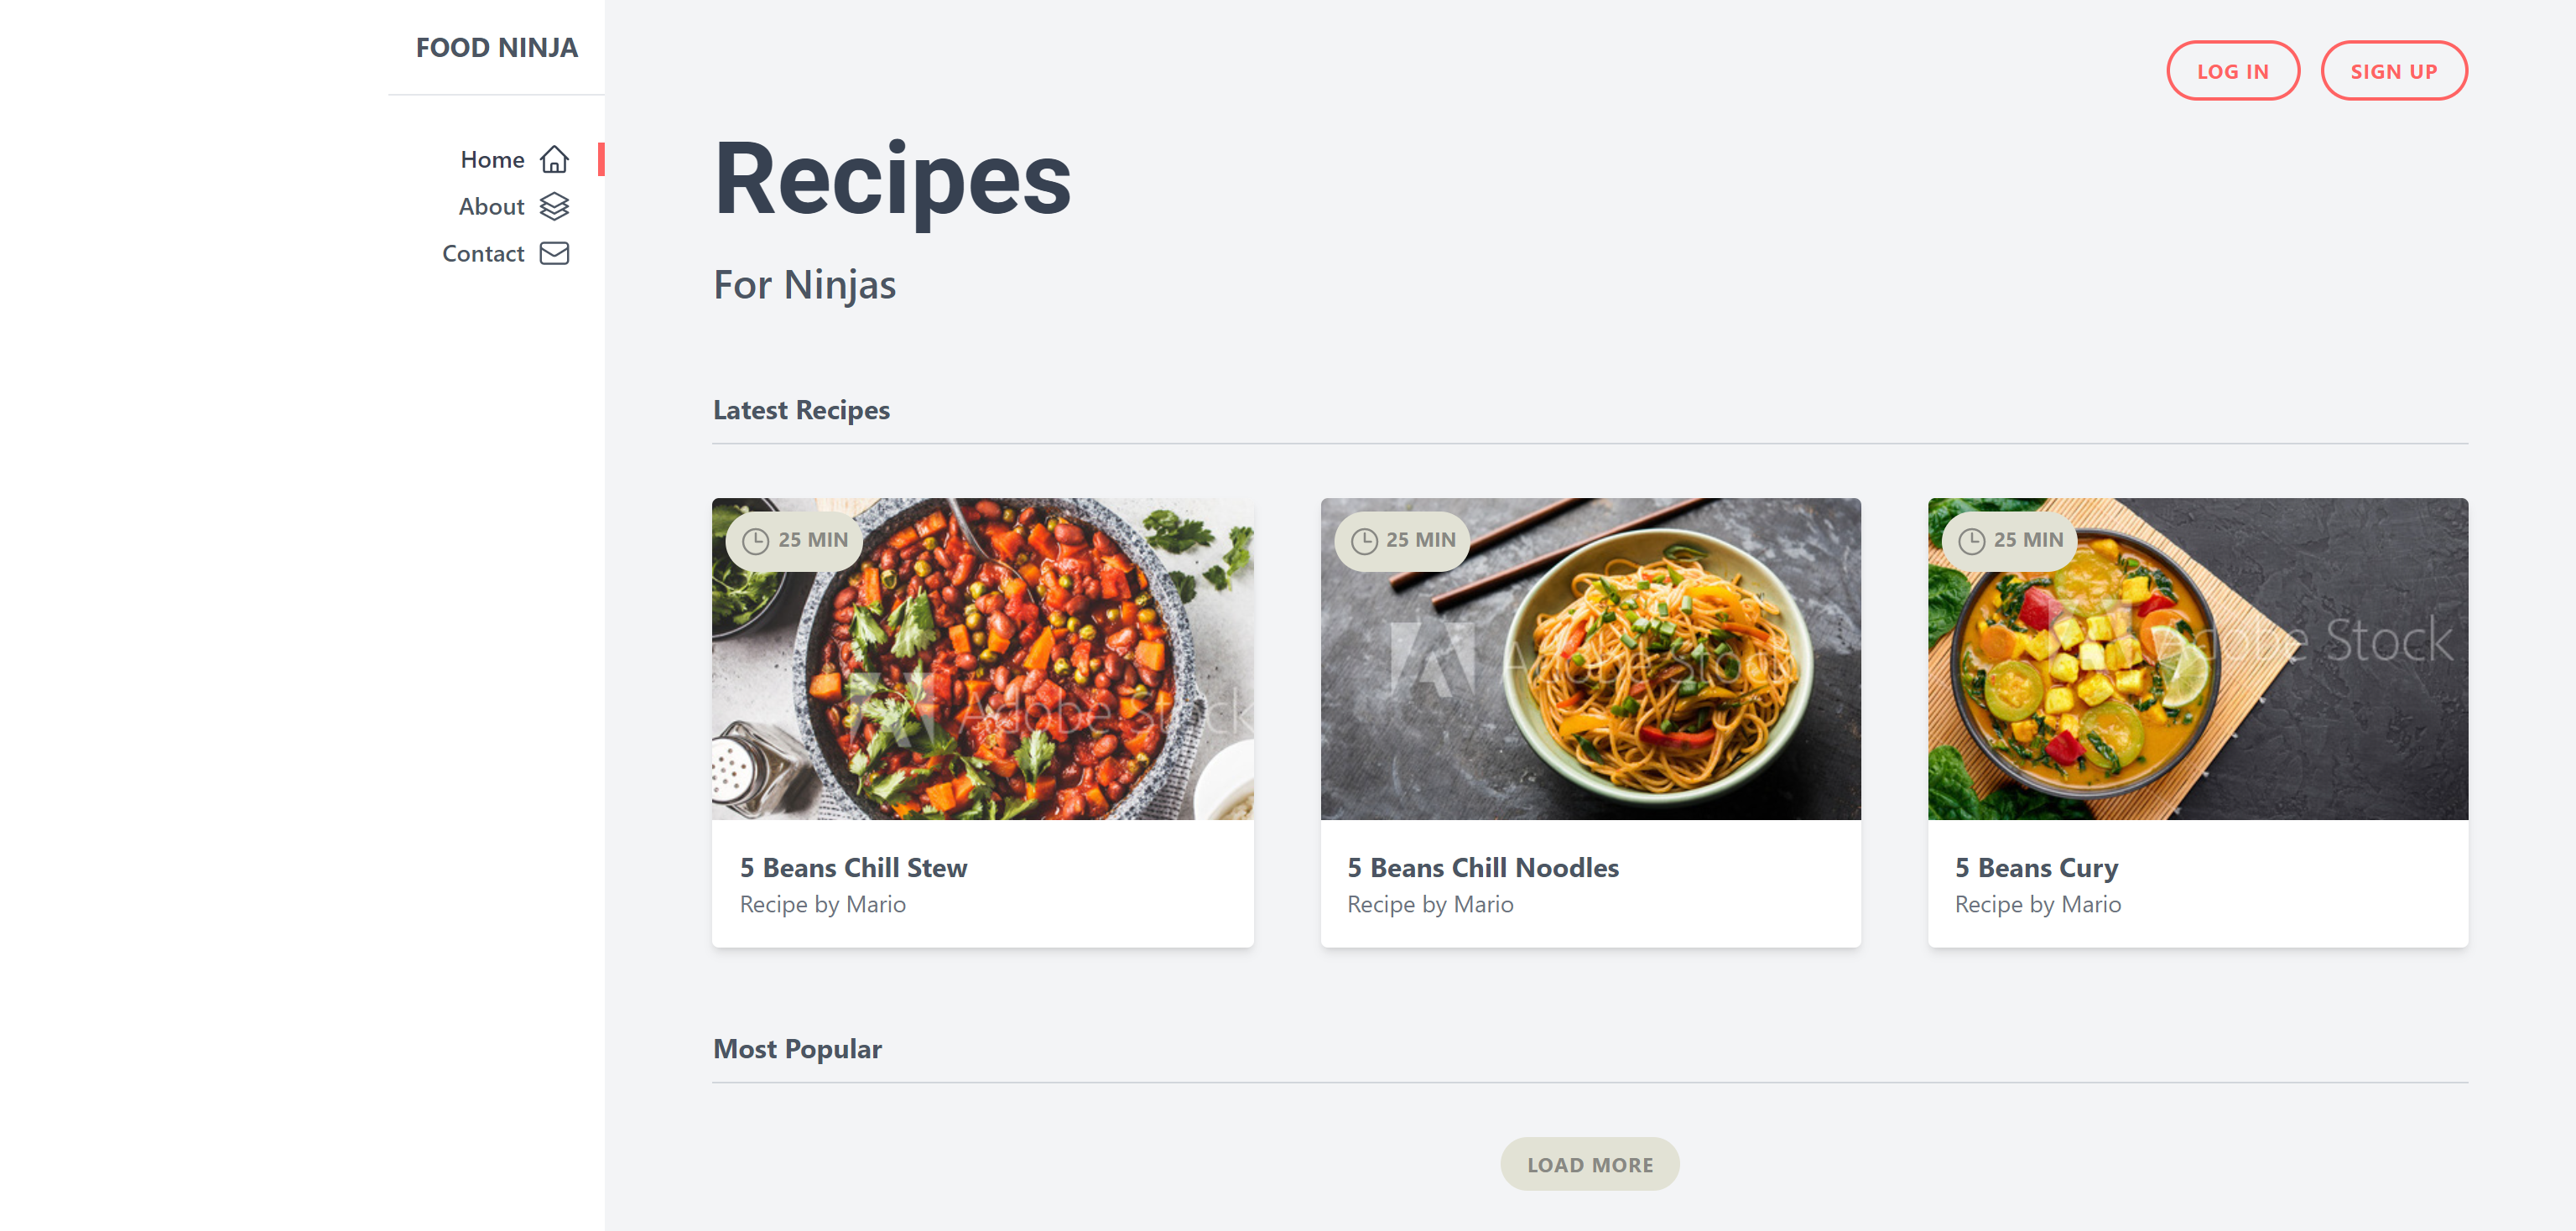 FOOD NINJA
Home
About
Contact
LOG IN
SIGN UP
Recipes
For Ninjas
Latest Recipes
25 MIN
Adobe Stock
5 Beans Chill Stew
Recipe by Mario
25 MIN
Adobe Stock
5 Beans Chill Noodles
Recipe by Mario
25 MIN
Adobe Stock
5 Beans Cury
Recipe by Mario
Most Popular
LOAD MORE